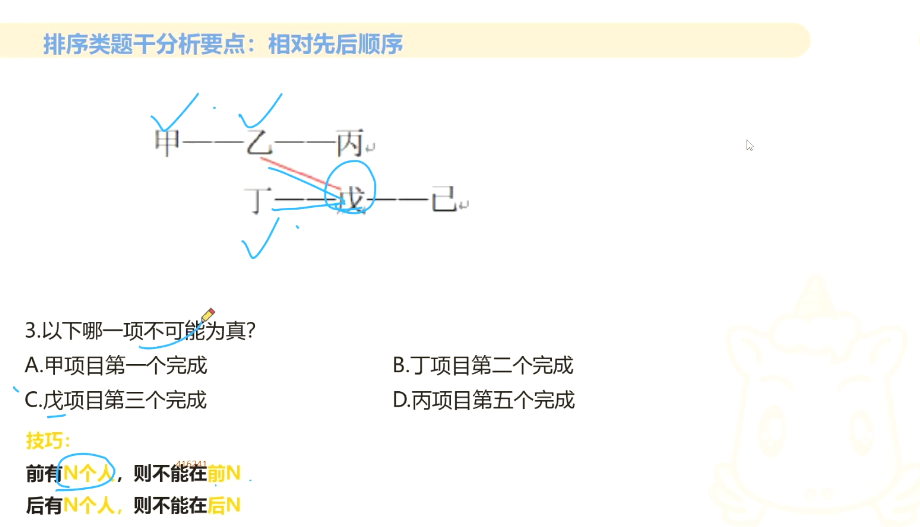 排序类题干分析要点：相对先后顺序
甲——乙——丙
丁——戊——己
3.以下哪一项不可能为真？
A.甲项目第一个完成
B.丁项目第二个完成
C.戊项目第三个完成
D.丙项目第五个完成
技巧：
416241
前有N个人，则不能在前N
后有N个人，则不能在后N